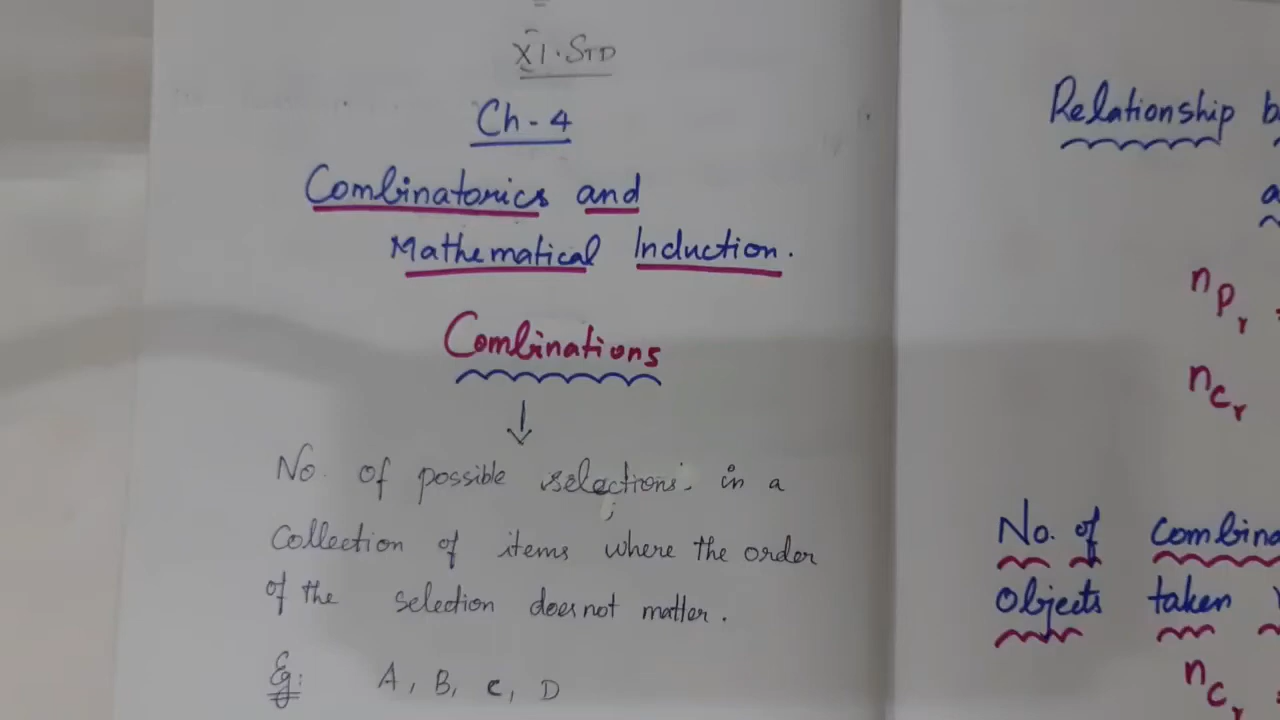 XI. STD
Ch - 4
Combinatorics and
Mathematical Induction.
Combinations
↓
No. of possible selections. in a
collection of items where the order
of the selection does not matter.
Eg: A, B, C, D
Relationship
nPr
nCr
No. of
objects taken
nCr